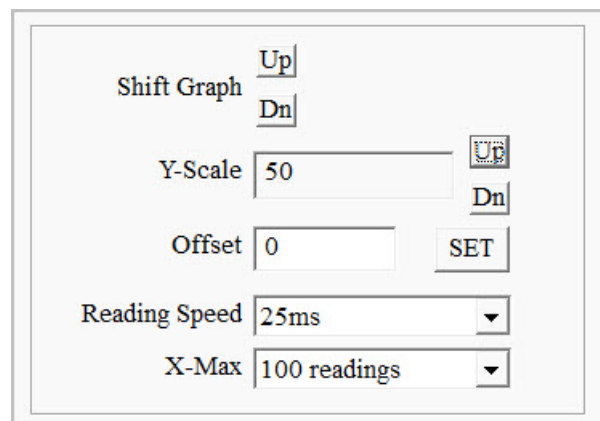 Up
Shift Graph
Dn
Up
Y-Scale 50
Dn
Offset 0 SET
Reading Speed 25ms
X-Max 100 readings